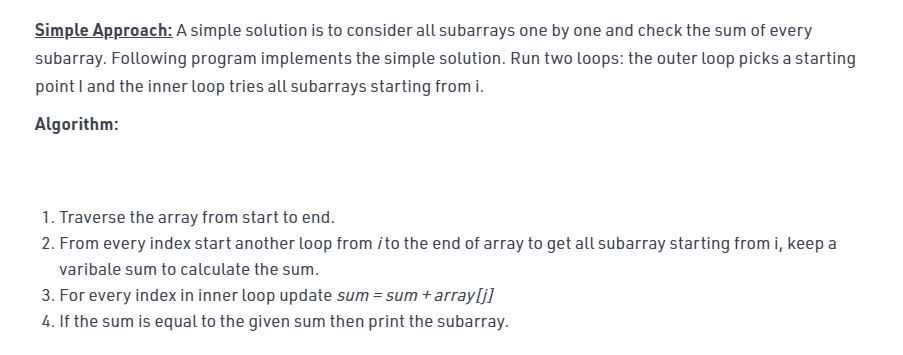 Simple Approach: A simple solution is to consider all subarrays one by one and check the sum of every
subarray. Following program implements the simple solution. Run two loops: the outer loop picks a starting
point I and the inner loop tries all subarrays starting from i.
Algorithm:
1. Traverse the array from start to end.
2. From every index start another loop from i to the end of array to get all subarray starting from i, keep a
varibale sum to calculate the sum.
3. For every index in inner loop update sum = sum + array[j]
4. If the sum is equal to the given sum then print the subarray.